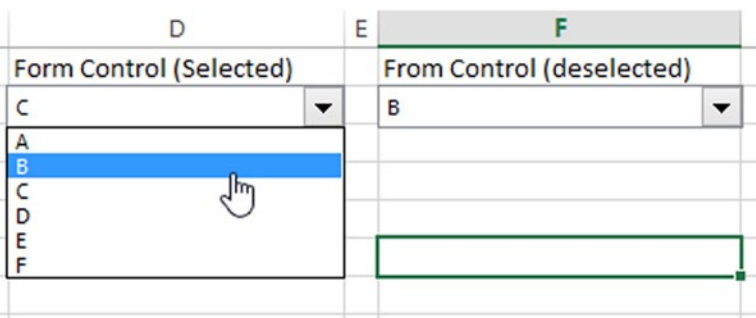 D E F
Form Control (Selected) From Control (deselected)
C B
A
B
C
D
E
F